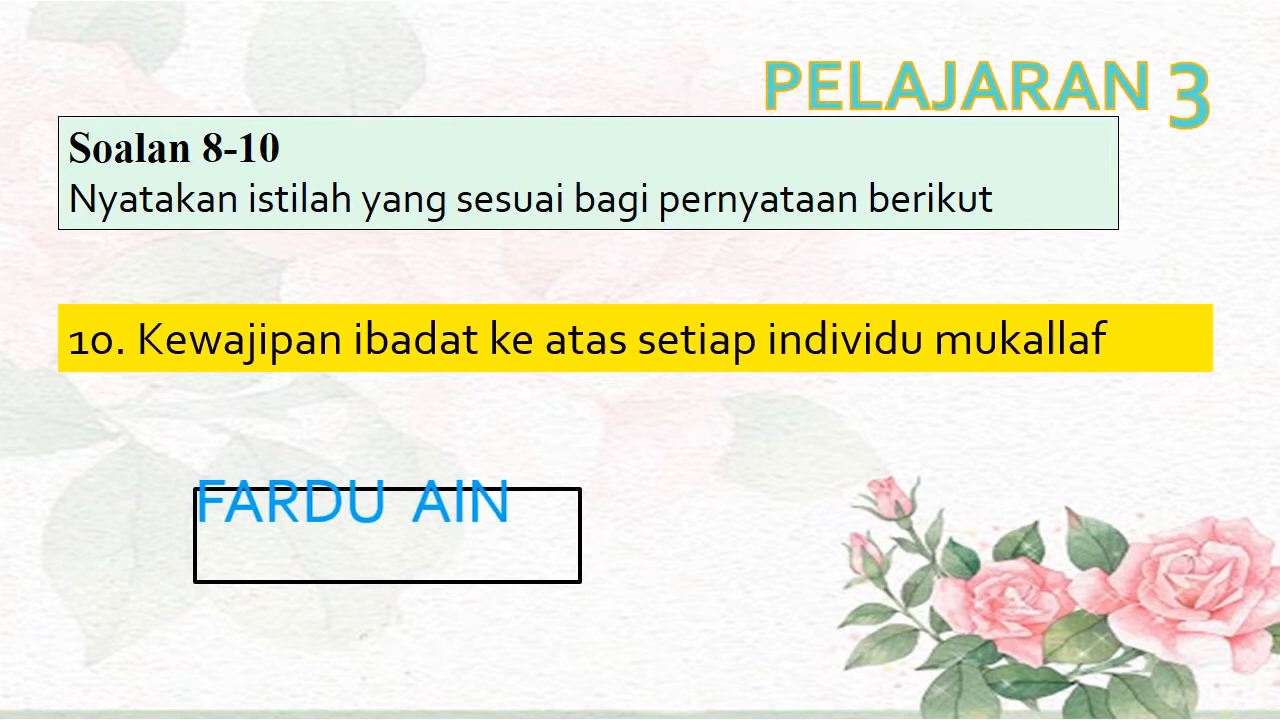 PELAJARAN 3
Soalan 8-10
Nyatakan istilah yang sesuai bagi pernyataan berikut
10. Kewajipan ibadat ke atas setiap individu mukallaf
FARDU AIN